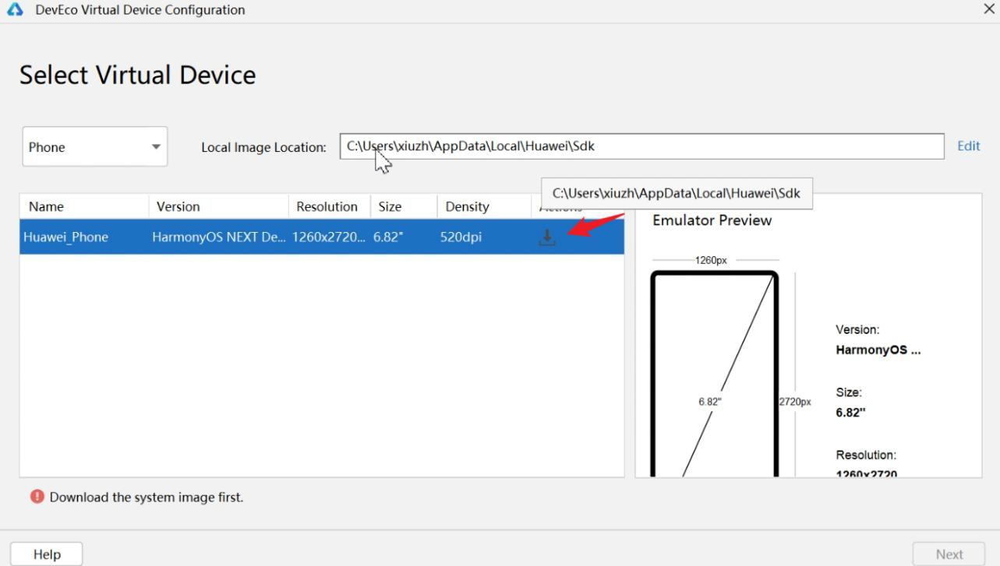 DevEco Virtual Device Configuration
Select Virtual Device
Phone
Local Image Location:
C:\Users\xiuzh\AppData\Local\Huawei\Sdk
Edit
C:\Users\xiuzh\AppData\Local\Huawei\Sdk
Name Version Resolution Size Density Actions
Huawei_Phone HarmonyOS NEXT De... 1260x2720... 6.82" 520dpi
Emulator Preview
1260px
6.82"
2720px
Version:
HarmonyOS ...
Size:
6.82"
Resolution:
1260x2720
Download the system image first.
Help
Next